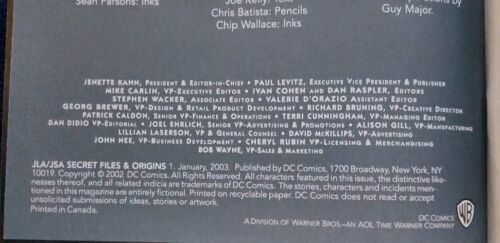 Sean Parsons: Inks
Joe Kelly: Text
Chris Batista: Pencils
Chip Wallace: Inks
Guy Major.
JENETTE KAHN, PRESIDENT & EDITOR-IN-CHIEF • PAUL LEVITZ, EXECUTIVE VICE PRESIDENT & PUBLISHER
MIKE CARLIN, VP-EXECUTIVE EDITOR • IVAN COHEN AND DAN RASPLER, EDITORS
STEPHEN WACKER, ASSOCIATE EDITOR • VALERIE D'ORAZIO ASSISTANT EDITOR
GEORG BREWER, VP-DESIGN & RETAIL PRODUCT DEVELOPMENT • RICHARD BRUNING, VP-CREATIVE DIRECTOR
PATRICK CALDON, SENIOR VP-FINANCE & OPERATIONS • TERRI CUNNINGHAM, VP-MANAGING EDITOR
DAN DIDIO VP-EDITORIAL • JOEL EHRLICH, SENIOR VP-ADVERTISING & PROMOTIONS • ALISON GILL, VP-MANUFACTURING
LILLIAN LASERSON, VP & GENERAL COUNSEL • DAVID MCKILLIPS, VP-ADVERTISING
JOHN NEE, VP-BUSINESS DEVELOPMENT • CHERYL RUBIN VP-LICENSING & MERCHANDISING
BOB WAYNE, VP-SALES & MARKETING
JLA/JSA SECRET FILES & ORIGINS 1. January, 2003. Published by DC Comics, 1700 Broadway, New York, NY
10019. Copyright © 2002 DC Comics. All Rights Reserved. All characters featured in this issue, the distinctive like-
nesses thereof, and all related indicia are trademarks of DC Comics. The stories, characters and incidents men-
tioned in this magazine are entirely fictional. Printed on recyclable paper. DC Comics does not read or accept
unsolicited submissions of ideas, stories or artwork.
Printed in Canada.
DC COMICS
A DIVISION OF WARNER BROS.—AN AOL TIME WARNER COMPANY
WB